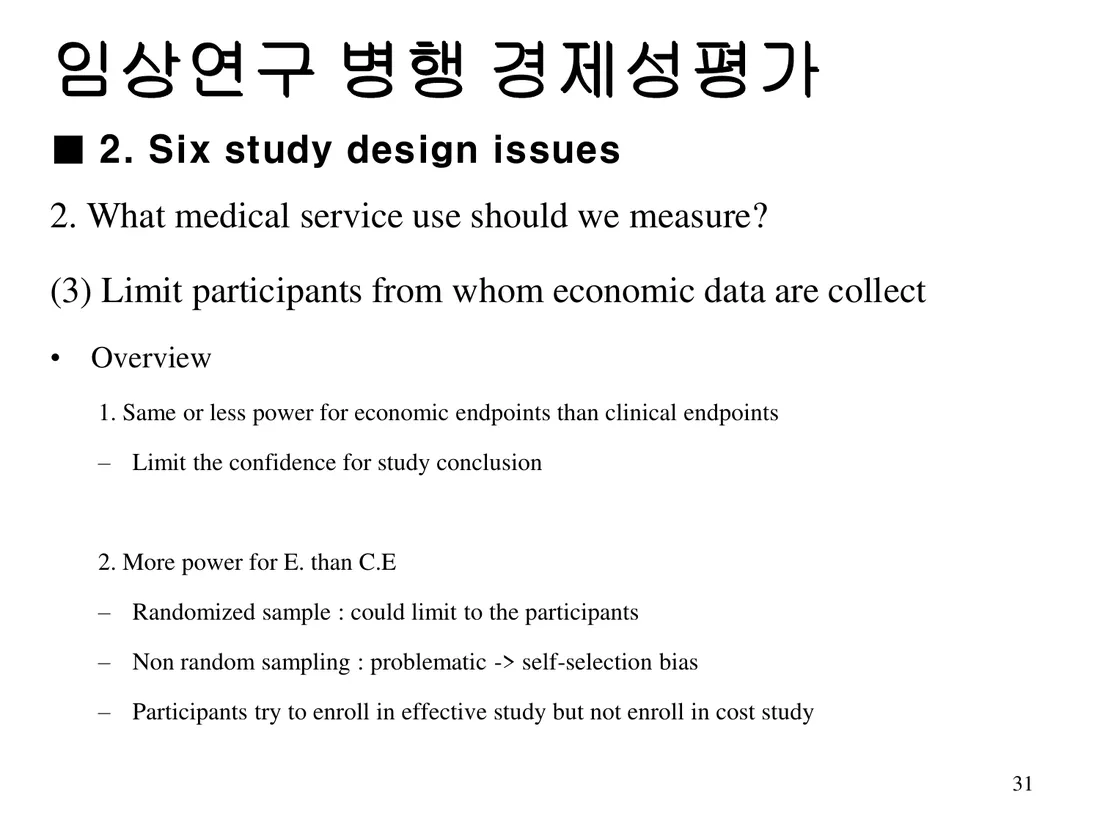 임상연구 병행 경제성평가
■ 2. Six study design issues
2. What medical service use should we measure?
(3) Limit participants from whom economic data are collect
• Overview
1. Same or less power for economic endpoints than clinical endpoints
– Limit the confidence for study conclusion
2. More power for E. than C.E
– Randomized sample : could limit to the participants
– Non random sampling : problematic -> self-selection bias
– Participants try to enroll in effective study but not enroll in cost study
31